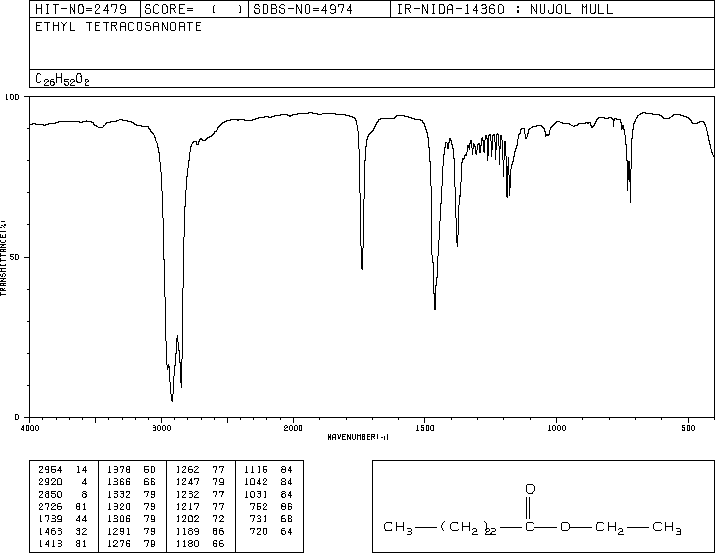 HIT-NO=2479 SCORE= ( ) SDBS-NO=4974 IR-NIDA-14360 : NUJOL MULL
ETHYL TETRACOSANOATE
C26H52O2
100
50
0
TRANSMITTANCE(%)
4000 3000 2000 1500 1000 500
WAVENUMBER(-1)
2954 14 1378 50 1262 77 1116 84
2920 4 1366 66 1247 79 1042 84
2850 8 1332 79 1232 77 1031 84
2726 81 1320 79 1217 77 762 86
1739 44 1306 79 1202 72 731 68
1463 32 1291 79 1189 66 720 64
1413 81 1276 79 1180 66
O
CH3 (CH2)22 C O CH2 CH3